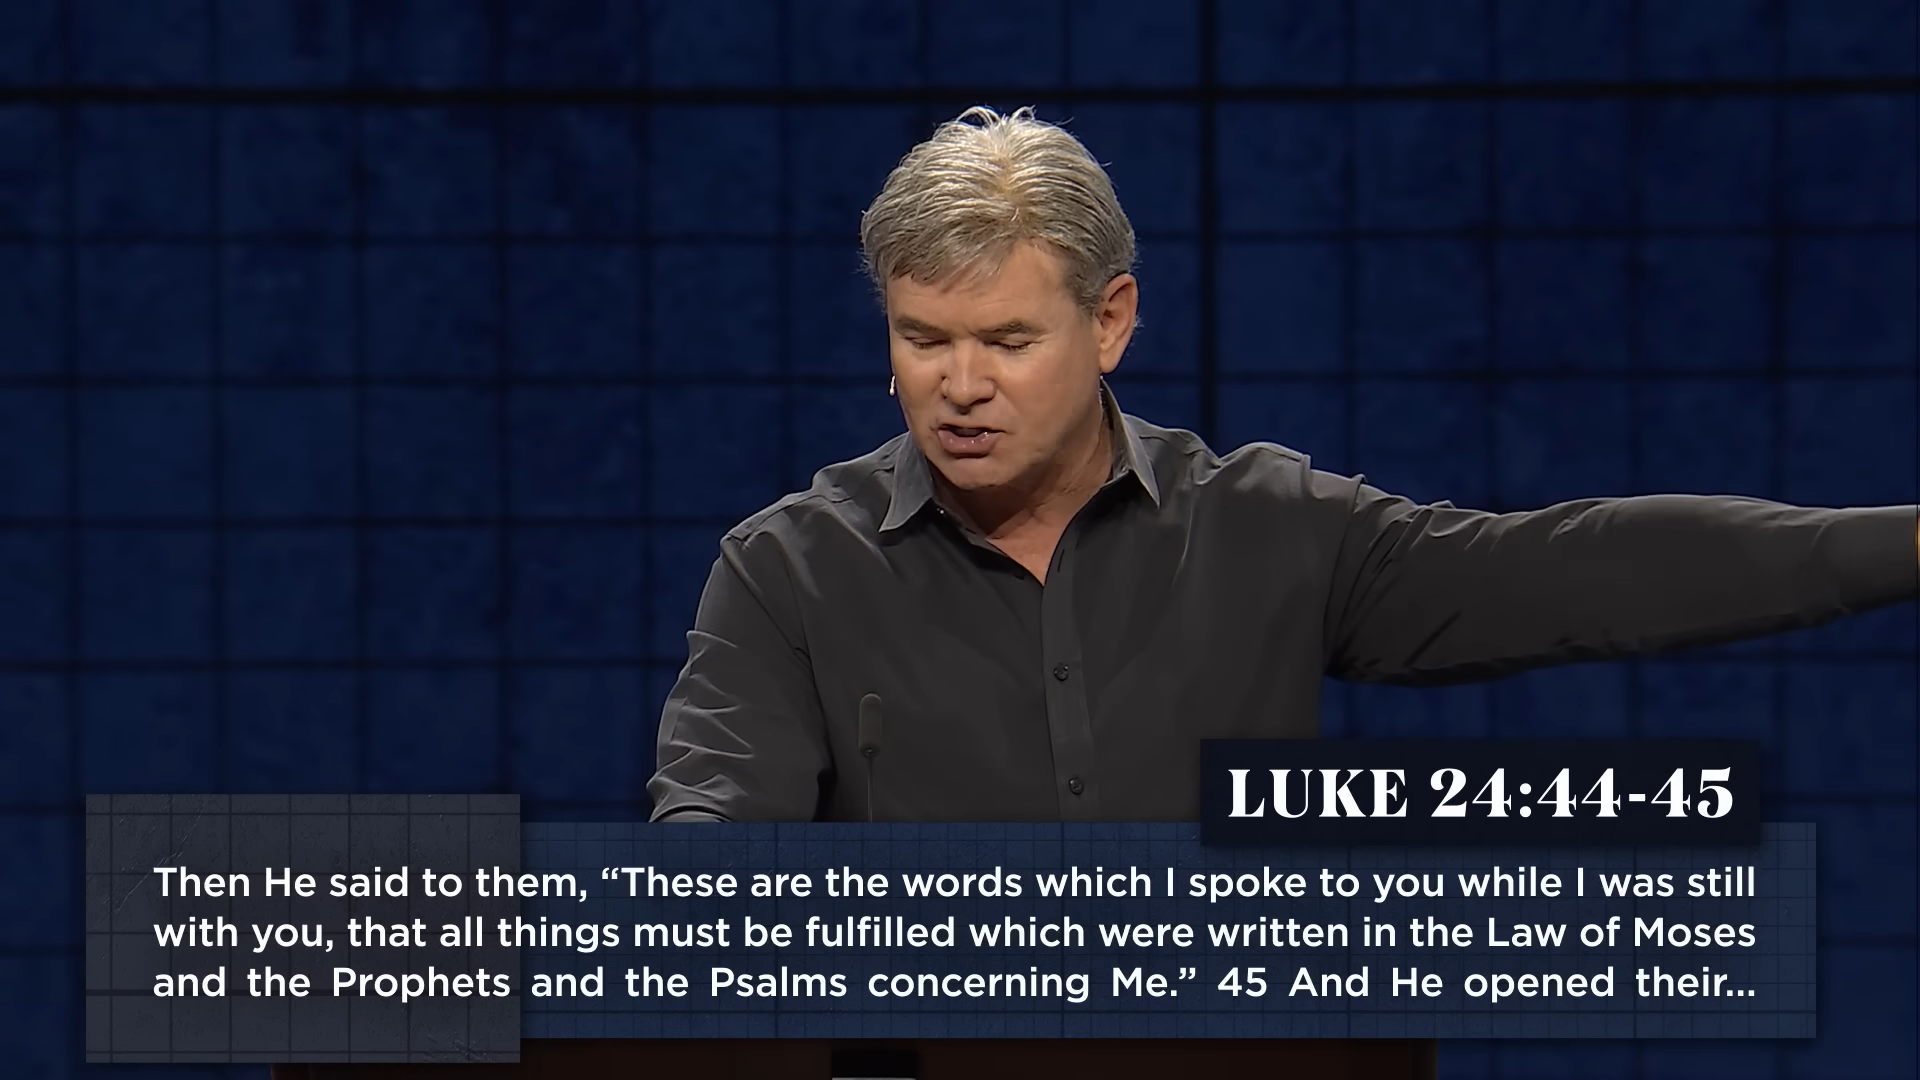 LUKE 24:44-45
Then He said to them, “These are the words which I spoke to you while I was still
with you, that all things must be fulfilled which were written in the Law of Moses
and the Prophets and the Psalms concerning Me.” 45 And He opened their...